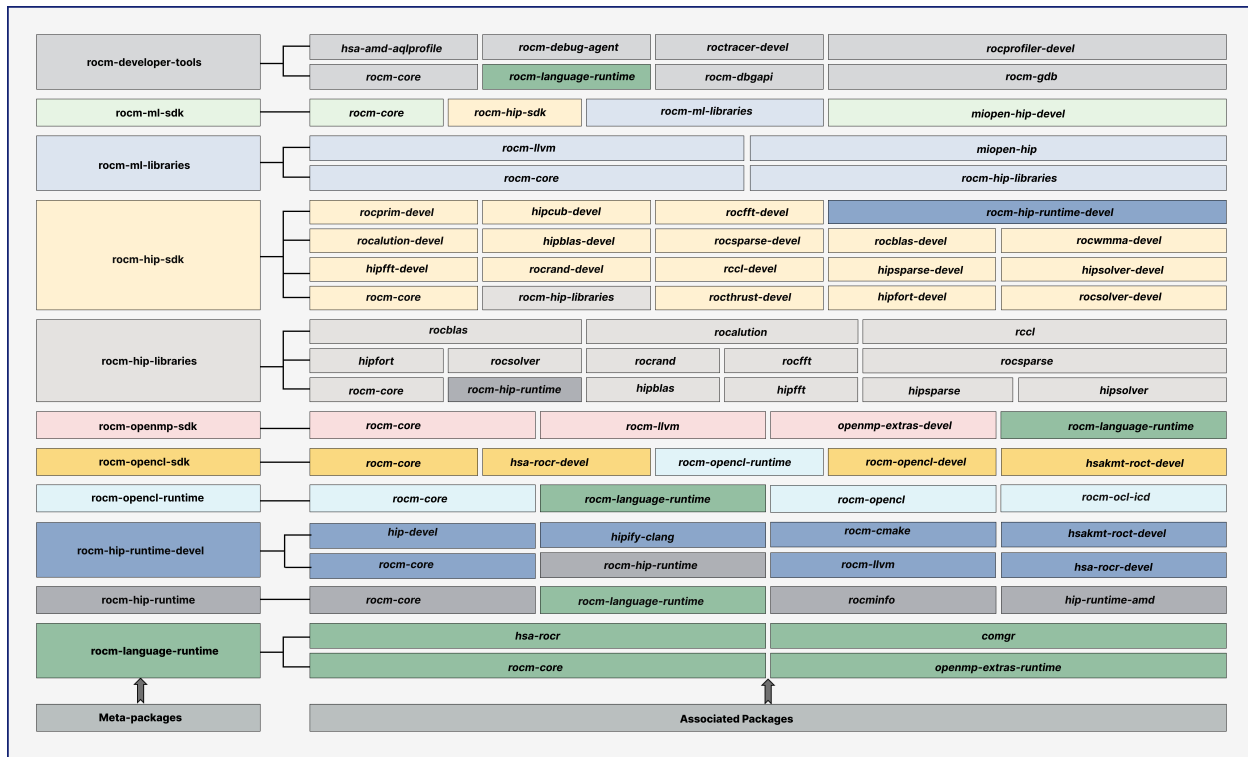 hsa-amd-aqlprofile rocm-debug-agent roctracer-devel rocprofiler-devel
rocm-developer-tools
rocm-core rocm-language-runtime rocm-dbgapi rocm-gdb
rocm-ml-sdk rocm-core rocm-hip-sdk rocm-ml-libraries miopen-hip-devel
rocm-llvm miopen-hip
rocm-ml-libraries
rocm-core rocm-hip-libraries
rocprim-devel hipcub-devel rocfft-devel rocm-hip-runtime-devel
rocalution-devel hipblas-devel rocsparse-devel rocblas-devel rocwmma-devel
rocm-hip-sdk
hipfft-devel rocrand-devel rccl-devel hipsparse-devel hipsolver-devel
rocm-core rocm-hip-libraries rocthrust-devel hipfort-devel rocsolver-devel
rocblas rocalution rccl
rocm-hip-libraries hipfort rocsolver rocrand rocfft rocsparse
rocm-core rocm-hip-runtime hipblas hipfft hipsparse hipsolver
rocm-openmp-sdk rocm-core rocm-llvm openmp-extras-devel rocm-language-runtime
rocm-opencl-sdk rocm-core hsa-rocr-devel rocm-opencl-runtime rocm-opencl-devel hsakmt-roct-devel
rocm-opencl-runtime rocm-core rocm-language-runtime rocm-opencl rocm-ocl-icd
hip-devel hipify-clang rocm-cmake hsakmt-roct-devel
rocm-hip-runtime-devel
rocm-core rocm-hip-runtime rocm-llvm hsa-rocr-devel
rocm-hip-runtime rocm-core rocm-language-runtime rocminfo hip-runtime-amd
hsa-rocr comgr
rocm-language-runtime
rocm-core openmp-extras-runtime
Meta-packages Associated Packages